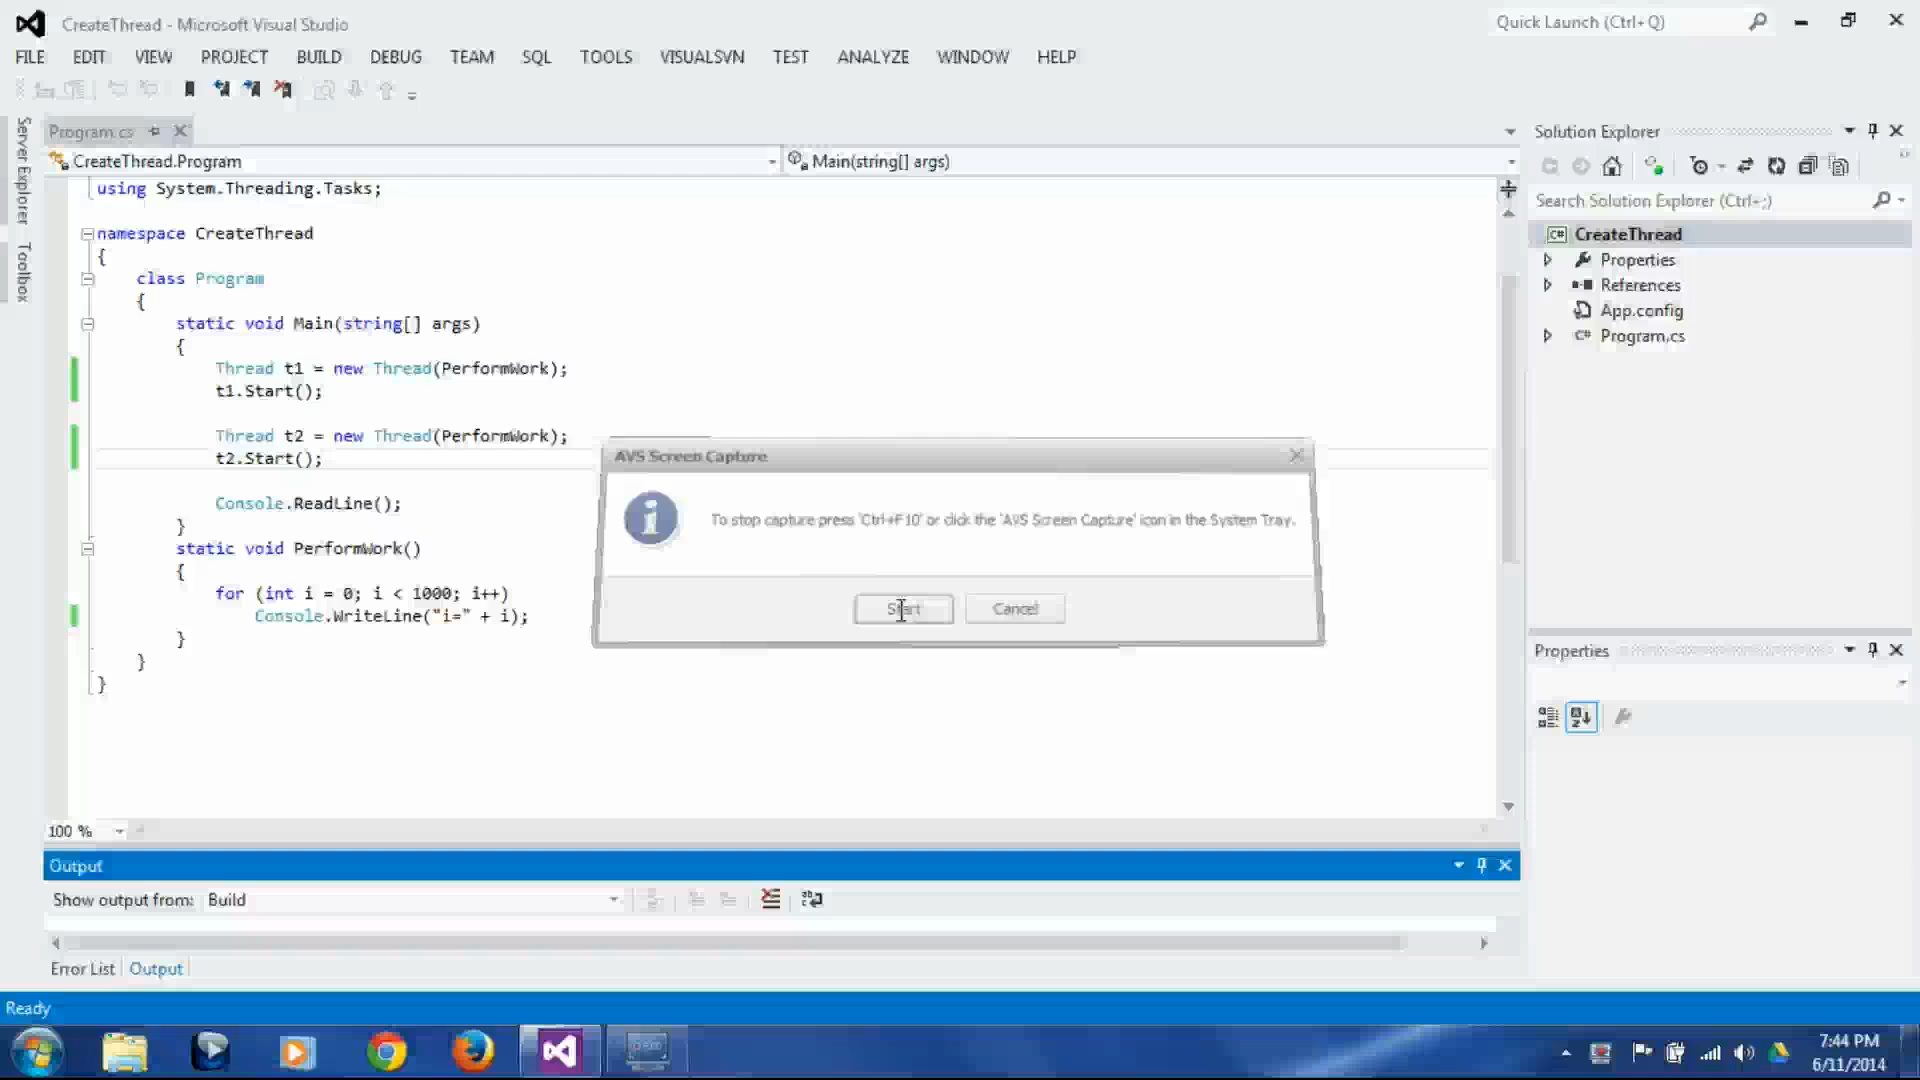 CreateThread - Microsoft Visual Studio
Quick Launch (Ctrl+Q)
FILE EDIT VIEW PROJECT BUILD DEBUG TEAM SQL TOOLS VISUALSVN TEST ANALYZE WINDOW HELP
Server Explorer
Toolbox
Program.cs
CreateThread.Program
Main(string[] args)
using System.Threading.Tasks;
namespace CreateThread
{
class Program
{
static void Main(string[] args)
{
Thread t1 = new Thread(PerformWork);
t1.Start();
Thread t2 = new Thread(PerformWork);
t2.Start();
Console.ReadLine();
}
static void PerformWork()
{
for (int i = 0; i < 1000; i++)
Console.WriteLine("i=" + i);
}
}
}
100 %
AVS Screen Capture
To stop capture press 'Ctrl+F10' or click the 'AVS Screen Capture' icon in the System Tray.
Start
Cancel
Solution Explorer
Search Solution Explorer (Ctrl+;)
C# CreateThread
Properties
References
App.config
C# Program.cs
Properties
Output
Show output from: Build
Error List
Output
Ready
7:44 PM
6/11/2014